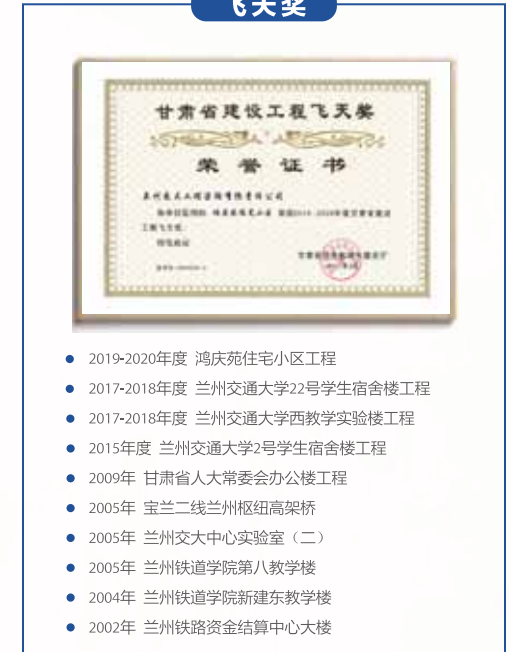 飞天奖
甘肃省建设工程飞天奖
荣誉证书
2019-2020年度 鸿庆苑住宅小区工程
2017-2018年度 兰州交通大学22号学生宿舍楼工程
2017-2018年度 兰州交通大学西教学实验楼工程
2015年度 兰州交通大学2号学生宿舍楼工程
2009年 甘肃省人大常委会办公楼工程
2005年 宝兰二线兰州枢纽高架桥
2005年 兰州交大中心实验室（二）
2005年 兰州铁道学院第八教学楼
2004年 兰州铁道学院新建东教学楼
2002年 兰州铁路资金结算中心大楼